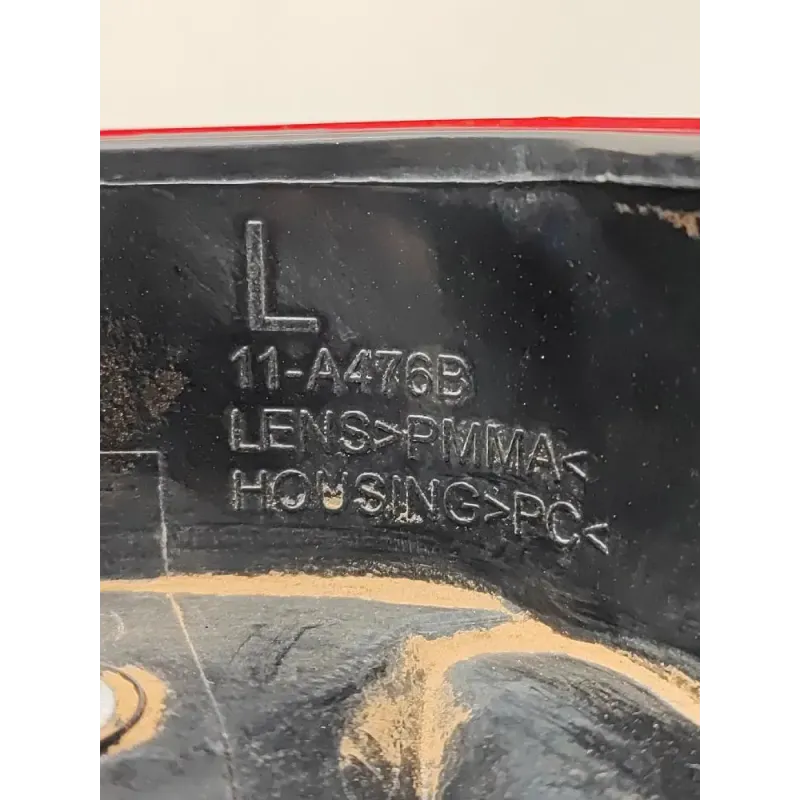 L
11-A476B
LENS>PMMA<
HOUSING>PC<